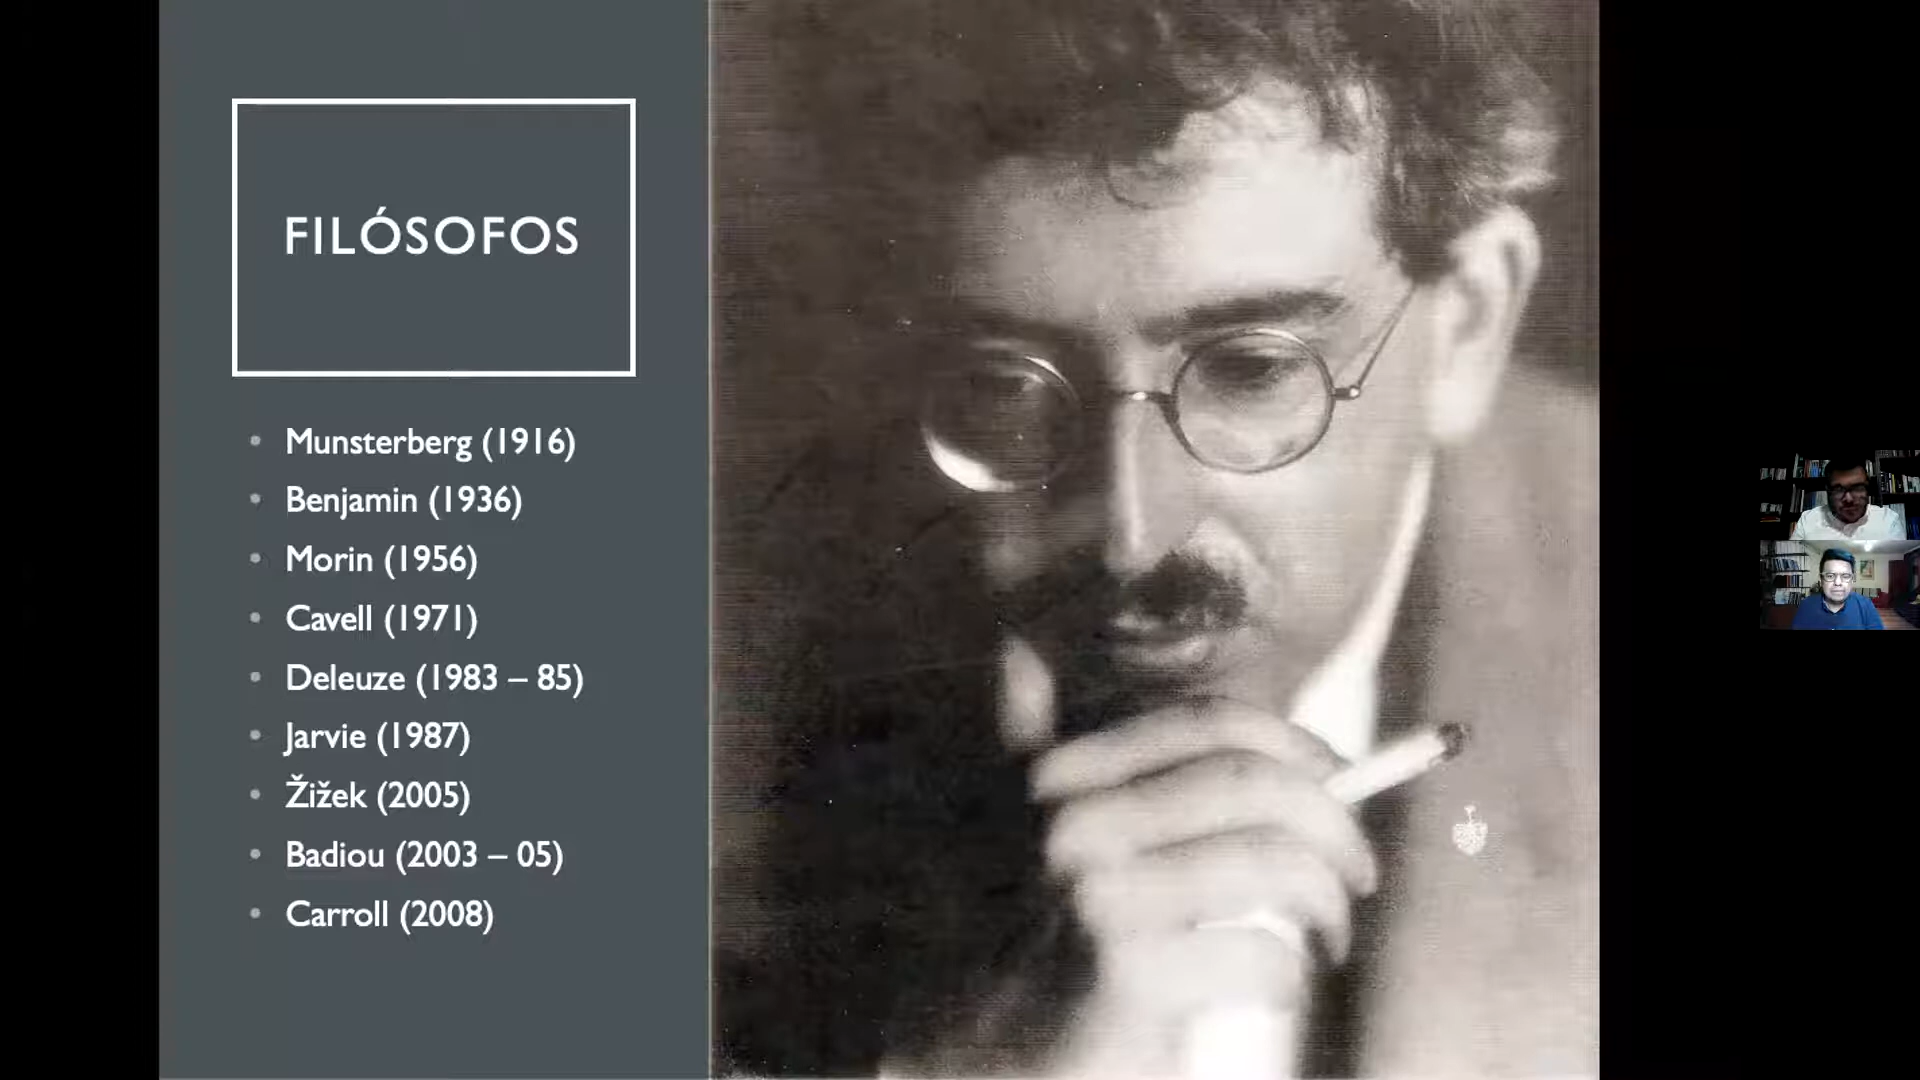 FILÓSOFOS
Munsterberg (1916)
Benjamin (1936)
Morin (1956)
Cavell (1971)
Deleuze (1983 – 85)
Jarvie (1987)
Žižek (2005)
Badiou (2003 – 05)
Carroll (2008)